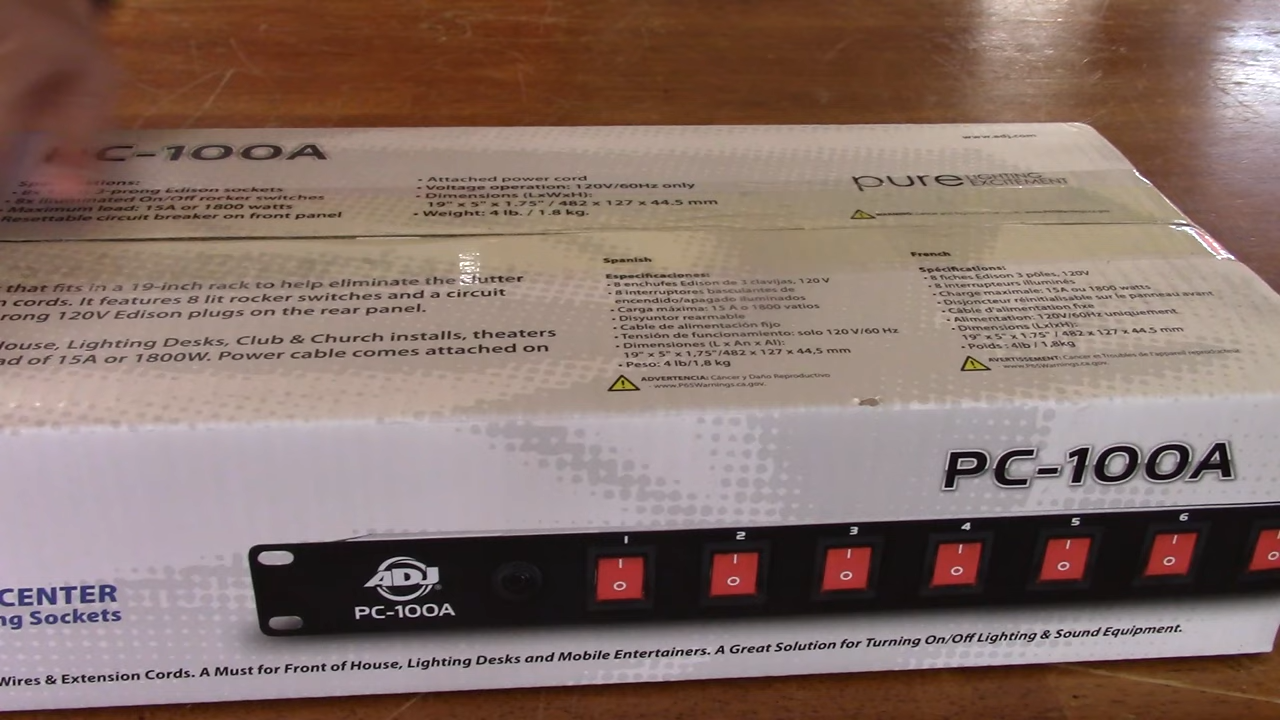 www.adj.com
PC-100A
Specifications:
• 8x 3-prong Edison sockets
• 8x Illuminated On/Off rocker switches
• Maximum load: 15A or 1800 watts
• Resettable circuit breaker on front panel
• Attached power cord
• Voltage operation: 120V/60Hz only
• Dimensions (LxWxH):
19" x 5" x 1.75" / 482 x 127 x 44.5 mm
• Weight: 4 lb. / 1.8 kg.
pure LIGHTING EXCITEMENT
that fits in a 19-inch rack to help eliminate the clutter
cords. It features 8 lit rocker switches and a circuit
rong 120V Edison plugs on the rear panel.
House, Lighting Desks, Club & Church installs, theaters
ad of 15A or 1800W. Power cable comes attached on
Spanish
Especificaciones:
• 8 enchufes Edison de 3 clavijas, 120 V
• 8 interruptores basculantes de
encendido/apagado iluminados
• Carga máxima: 15 A o 1800 vatios
• Disyuntor rearmable
• Cable de alimentación fijo
• Tensión de funcionamiento: solo 120 V/60 Hz
• Dimensiones (L x An x Al):
19" x 5" x 1,75"/482 x 127 x 44,5 mm
• Peso: 4 lb/1,8 kg
ADVERTENCIA: Cáncer y Daño Reproductivo
- www.P65Warnings.ca.gov.
French
Spécifications:
• 8 fiches Edison 3 pôles, 120V
• 8 interrupteurs illuminés
• Charge maximale: 15A ou 1800 watts
• Disjoncteur réinitialisable sur le panneau avant
• Câble d'alimentation fixe
• Alimentation: 120V/60Hz uniquement
• Dimensions (LxlxH):
19" x 5" x 1.75" / 482 x 127 x 44.5 mm
• Poids : 4lb / 1,8kg
AVERTISSEMENT: Cancer et Troubles de l'appareil reproducteur
- www.P65Warnings.ca.gov
PC-100A
1 2 3 4 5 6
ADJ
PC-100A
CENTER
ng Sockets
Wires & Extension Cords. A Must for Front of House, Lighting Desks and Mobile Entertainers. A Great Solution for Turning On/Off Lighting & Sound Equipment.